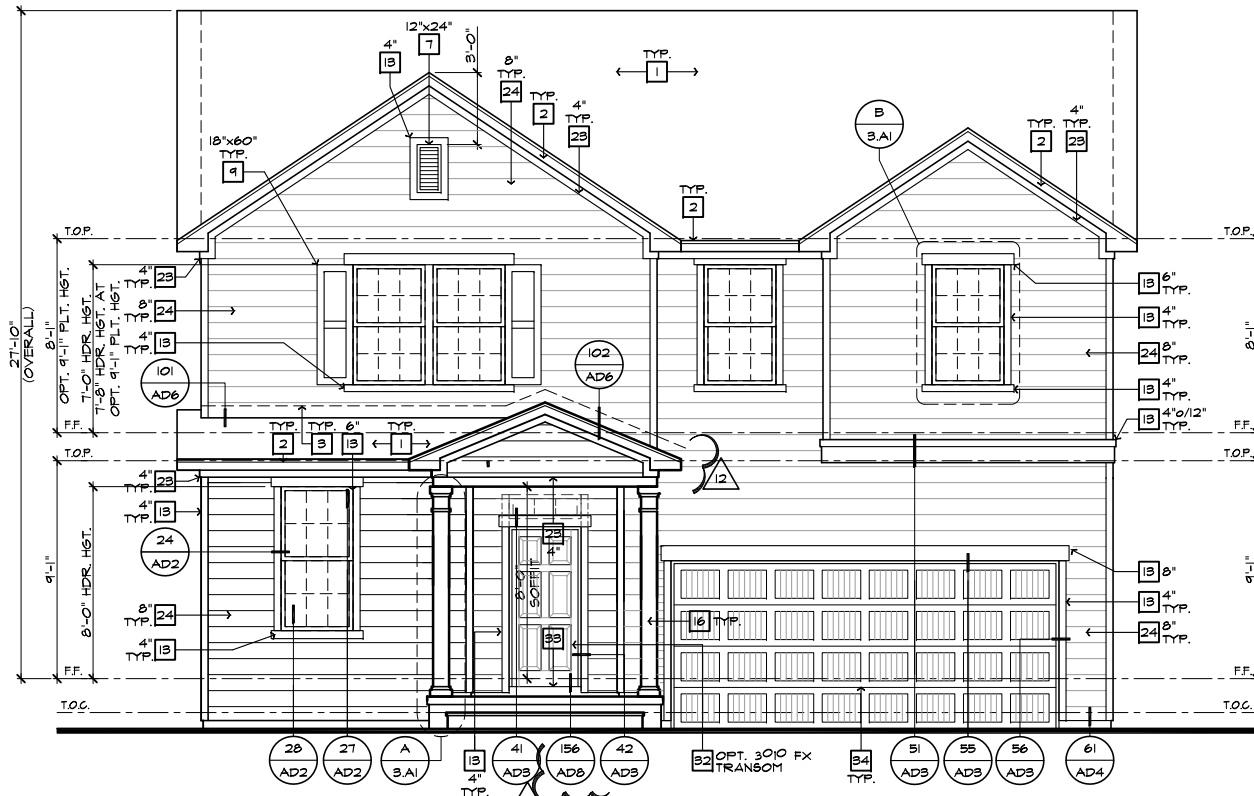 12"x24"
7
4"
13
3'-0"
8"
TYP.
24
TYP.
2
4"
TYP.
23
TYP.
1
B
3.A1
TYP.
2
4"
TYP.
23
18"x60"
TYP.
9
TYP.
2
T.O.P.
T.O.P.
4"
TYP.
23
8"
TYP.
24
4"
TYP.
13
13 6"
TYP.
13 4"
TYP.
24 8"
TYP.
13 4"
TYP.
13 4"o/12"
TYP.
27'-10"
(OVERALL)
8'-1"
OPT. 9'-1" PLT. HGT.
7'-0" HDR. HGT.
7'-8" HDR. HGT. AT
OPT. 9'-1" PLT. HGT.
8'-1"
101
AD6
102
AD6
F.F.
F.F.
TYP.
2
TYP.
3
6"
13
TYP.
1
T.O.P.
T.O.P.
12
4"
TYP.
23
4"
TYP.
13
24
AD2
9'-1"
8'-0" HDR. HGT.
8"
TYP.
24
4"
TYP.
13
23
4"
8'-0"
SOFFIT
33
16 TYP.
13 8"
13 4"
TYP.
24 8"
TYP.
9'-1"
F.F.
F.F.
T.O.C.
T.O.C.
28
AD2
27
AD2
A
3.A1
13
4"
TYP.
41
AD3
156
AD8
42
AD3
32 OPT. 3010 FX
TRANSOM
34
TYP.
51
AD3
55
AD3
56
AD3
61
AD4